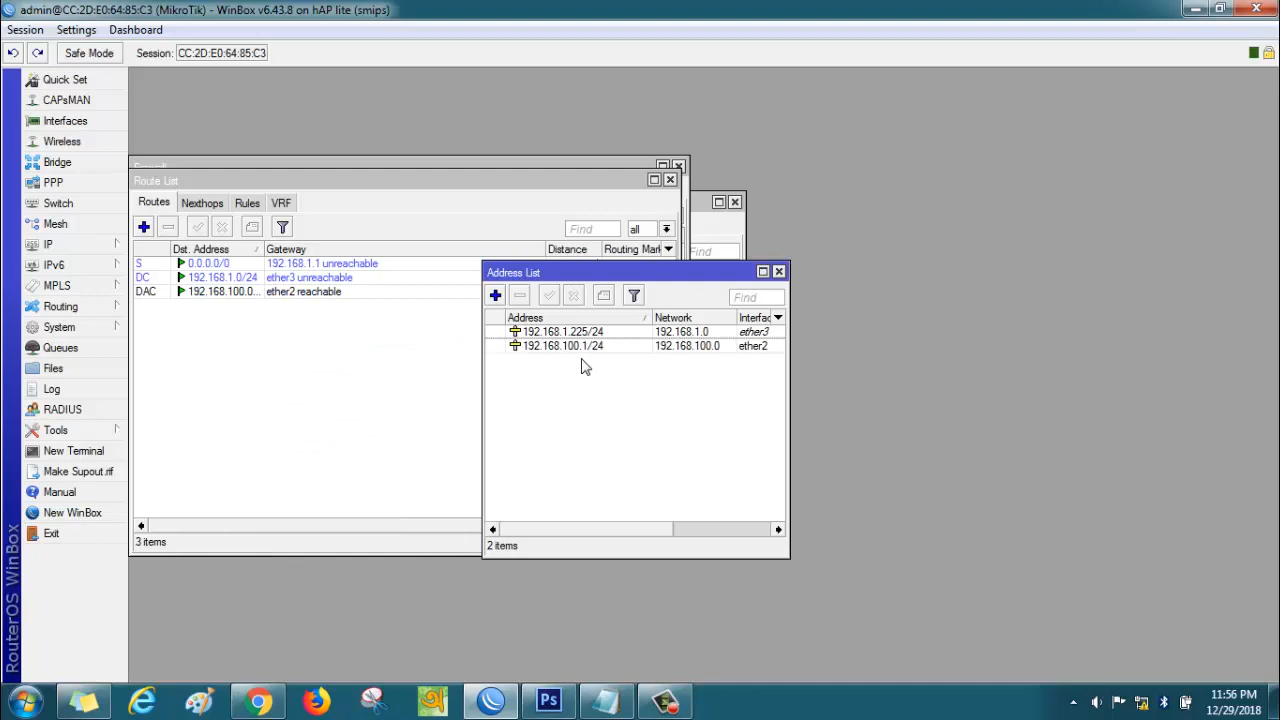 admin@CC:2D:E0:64:85:C3 (MikroTik) - WinBox v6.43.8 on hAP lite (smips)
Session Settings Dashboard
Safe Mode Session: CC:2D:E0:64:85:C3
Quick Set
CAPsMAN
Interfaces
Wireless
Bridge
PPP
Switch
Mesh
IP
IPv6
MPLS
Routing
System
Queues
Files
Log
RADIUS
Tools
New Terminal
Make Supout.rif
Manual
New WinBox
Exit
RouterOS WinBox
Route List
Routes Nexthops Rules VRF
Find all
Dst. Address Gateway Distance Routing Mark
S 0.0.0.0/0 192.168.1.1 unreachable
DC 192.168.1.0/24 ether3 unreachable
DAC 192.168.100.0... ether2 reachable
3 items
Find
Address List
Find
Address Network Interfac
192.168.1.225/24 192.168.1.0 ether3
192.168.100.1/24 192.168.100.0 ether2
2 items
Ps
11:56 PM
12/29/2018